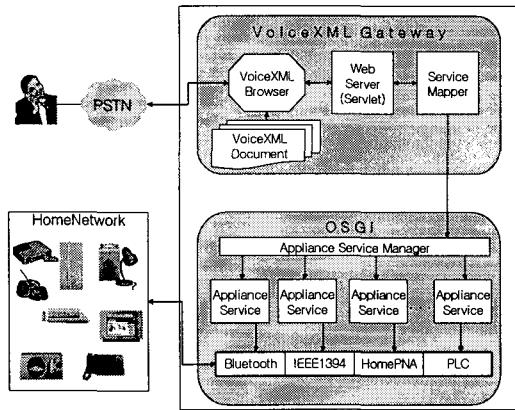 VoiceXML Gateway
PSTN
VoiceXML
Browser
Web
Server
(Servlet)
Service
Mapper
VoiceXML
Document
HomeNetwork
OSGI
Appliance Service Manager
Appliance
Service
Appliance
Service
Appliance
Service
Appliance
Service
Bluetooth
IEEE1394
HomePNA
PLC